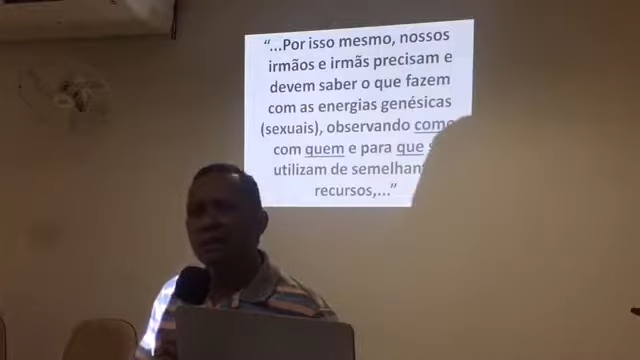 “...Por isso mesmo, nossos
irmãos e irmãs precisam e
devem saber o que fazem
com as energias genésicas
(sexuais), observando como
com quem e para que
utilizam de semelhan
recursos,...”